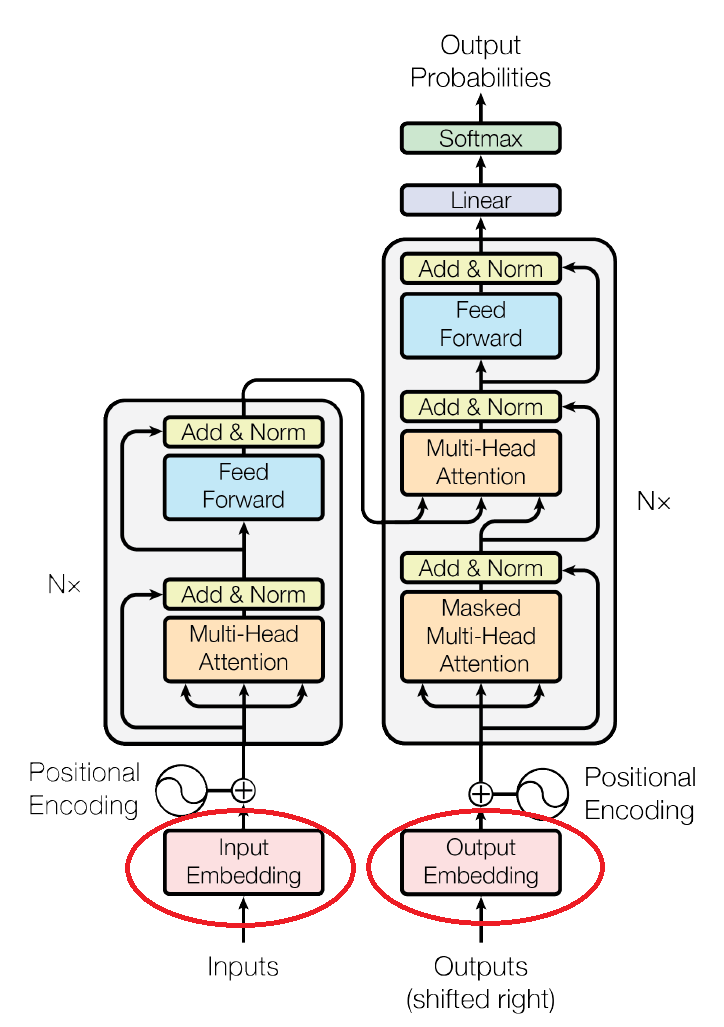 Output
Probabilities
Softmax
Linear
Add & Norm
Feed
Forward
Add & Norm
Multi-Head
Attention
Nx
Add & Norm
Masked
Multi-Head
Attention
Add & Norm
Feed
Forward
Nx
Add & Norm
Multi-Head
Attention
Positional
Encoding
Positional
Encoding
Input
Embedding
Output
Embedding
Inputs
Outputs
(shifted right)